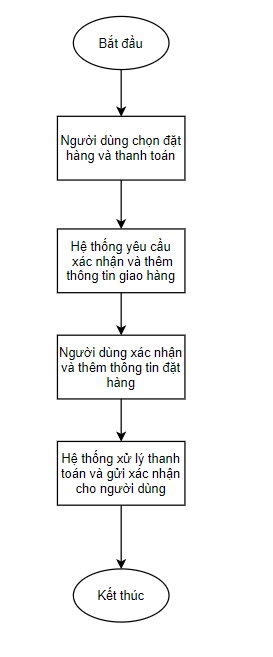 Bắt đầu
Người dùng chọn đặt
hàng và thanh toán
Hệ thống yêu cầu
xác nhận và thêm
thông tin giao hàng
Người dùng xác nhận
và thêm thông tin đặt
hàng
Hệ thống xử lý thanh
toán và gửi xác nhận
cho người dùng
Kết thúc